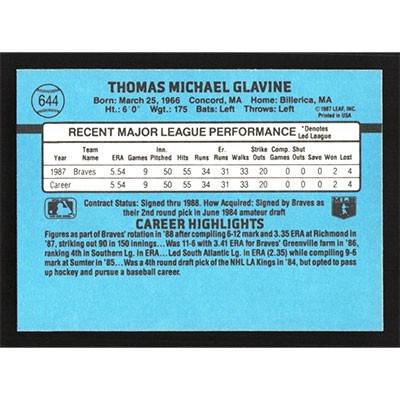 644
THOMAS MICHAEL GLAVINE
Born: March 25, 1966 Concord, MA Home: Billerica, MA
Ht.: 6'0" Wgt.: 175 Bats: Left Throws: Left
©1987 LEAF, INC.
Printed in USA
RECENT MAJOR LEAGUE PERFORMANCE *Denotes Led League
Year Team Name ERA Games Inn. Pitched Hits Runs Er. Runs Walks Strike Outs Comp. Games Shut Outs Save Won Lost
1987 Braves 5.54 9 50 55 34 31 33 20 0 0 0 2 4
Career 5.54 9 50 55 34 31 33 20 0 0 0 2 4
Contract Status: Signed thru 1988. How Acquired: Signed by Braves as
their 2nd round pick in June 1984 amateur draft
CAREER HIGHLIGHTS
Figures as part of Braves' rotation in '88 after compiling 6-12 mark and 3.35 ERA at Richmond in
'87, striking out 90 in 150 innings...Was 11-6 with 3.41 ERA for Braves' Greenville farm in '86,
ranking 4th in Southern Lg. in ERA...Led South Atlantic Lg. in ERA (2.35) while compiling 9-6
mark at Sumter in '85...Was a 4th round draft pick of the NHL LA Kings in '84, but opted to pass
up hockey and pursue a baseball career.